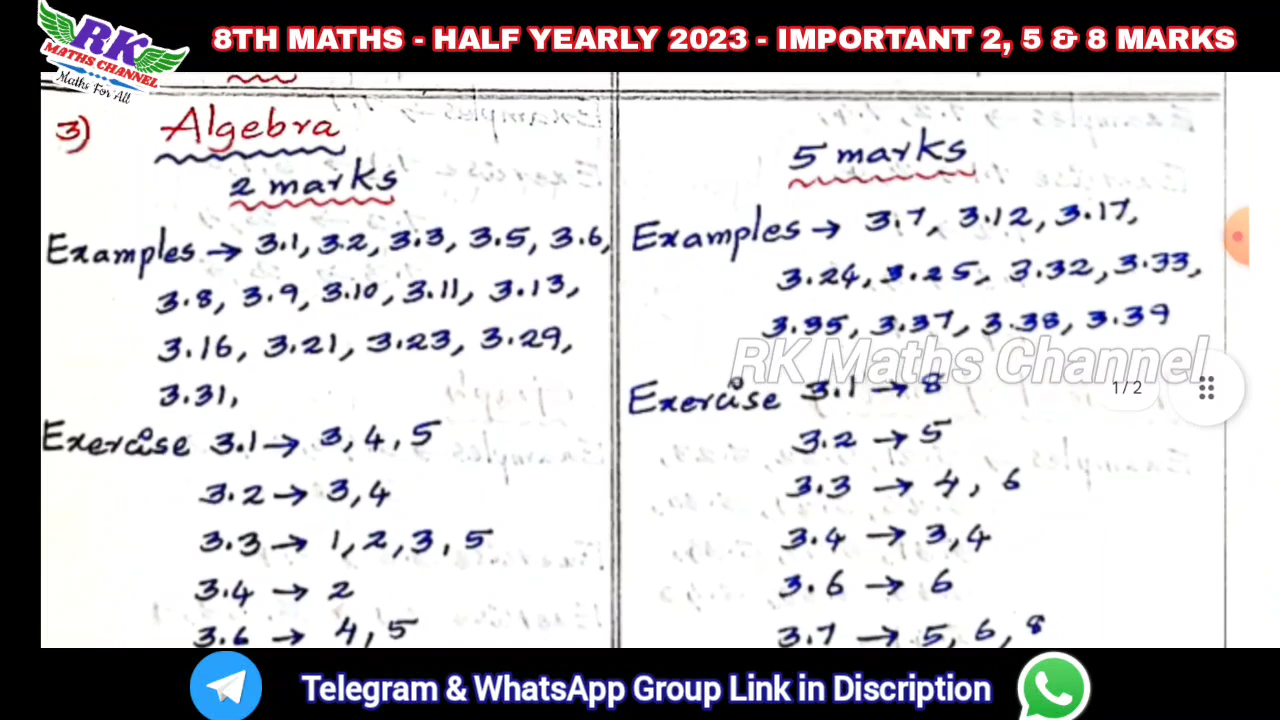 RK
MATHS CHANNEL
Maths For All
8TH MATHS - HALF YEARLY 2023 - IMPORTANT 2, 5 & 8 MARKS
3) Algebra
2 marks
Examples → 3.1, 3.2, 3.3, 3.5, 3.6,
3.8, 3.9, 3.10, 3.11, 3.13,
3.16, 3.21, 3.23, 3.29,
3.31,
Exercise 3.1 → 3, 4, 5
3.2 → 3, 4
3.3 → 1, 2, 3, 5
3.4 → 2
3.6 → 4, 5
5 marks
Examples → 3.7, 3.12, 3.17,
3.24, 3.25, 3.32, 3.33,
3.35, 3.37, 3.38, 3.39
RK Maths Channel
Exercise 3.1 → 8
1/2
3.2 → 5
3.3 → 4, 6
3.4 → 3, 4
3.6 → 6
3.7 → 5, 6, 8
Telegram & WhatsApp Group Link in Discription